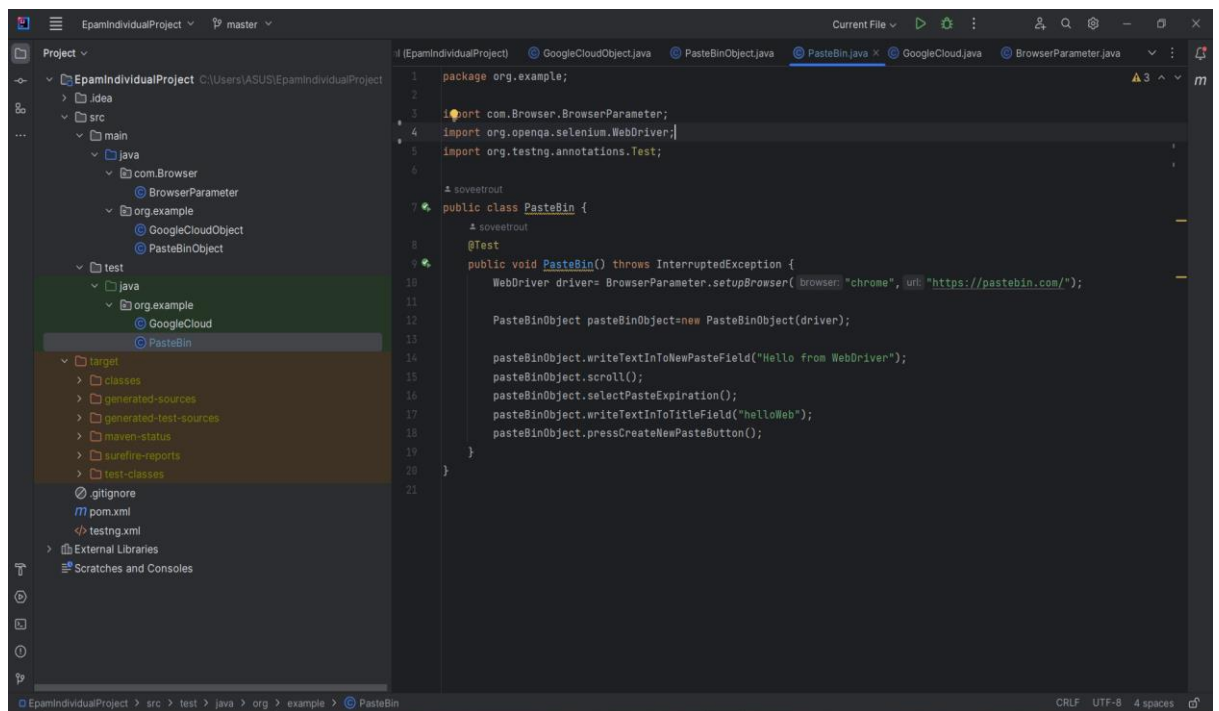 EpamIndividualProject master Current File
Project
EpamIndividualProject C:\Users\ASUS\EpamIndividualProject
.idea
src
main
java
com.Browser
BrowserParameter
org.example
GoogleCloudObject
PasteBinObject
test
java
org.example
GoogleCloud
PasteBin
target
classes
generated-sources
generated-test-sources
maven-status
surefire-reports
test-classes
.gitignore
m pom.xml
</> testng.xml
External Libraries
Scratches and Consoles
(EpamIndividualProject) GoogleCloudObject.java PasteBinObject.java PasteBin.java GoogleCloud.java BrowserParameter.java
3
m
1 package org.example;
2
3 import com.Browser.BrowserParameter;
4 import org.openqa.selenium.WebDriver;
5 import org.testng.annotations.Test;
6
soveetrout
7 public class PasteBin {
soveetrout
8 @Test
9 public void PasteBin() throws InterruptedException {
10 WebDriver driver= BrowserParameter.setupBrowser( browser: "chrome", url: "https://pastebin.com/");
11
12 PasteBinObject pasteBinObject=new PasteBinObject(driver);
13
14 pasteBinObject.writeTextInToNewPasteField("Hello from WebDriver");
15 pasteBinObject.scroll();
16 pasteBinObject.selectPasteExpiration();
17 pasteBinObject.writeTextInToTitleField("helloWeb");
18 pasteBinObject.pressCreateNewPasteButton();
19 }
20 }
21
EpamIndividualProject > src > test > java > org > example > PasteBin CRLF UTF-8 4 spaces